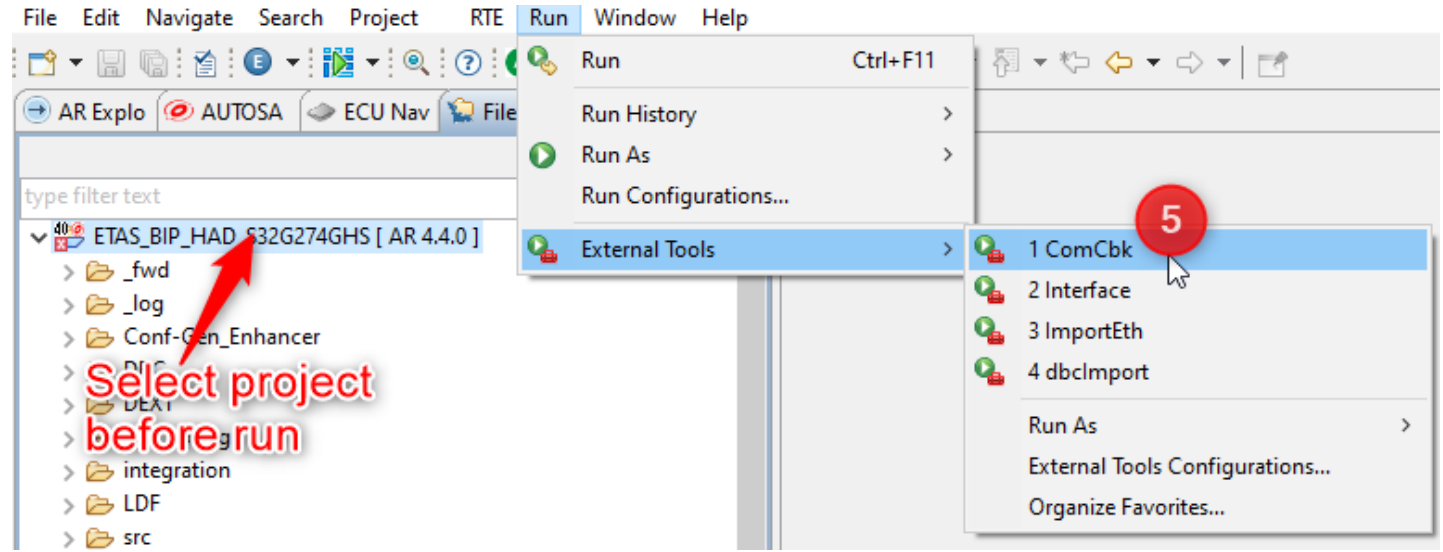 File Edit Navigate Search Project RTE Run Window Help
Run Ctrl+F11
AR Explo AUTOSA ECU Nav File
Run History
Run As
Run Configurations...
type filter text
External Tools
ETAS_BIP_HAD_S32G274GHS [ AR 4.4.0 ]
_fwd
_log
Conf-Gen_Enhancer
DEXT
integration
LDF
src
Select project
before run
5
1 ComCbk
2 Interface
3 ImportEth
4 dbcImport
Run As
External Tools Configurations...
Organize Favorites...